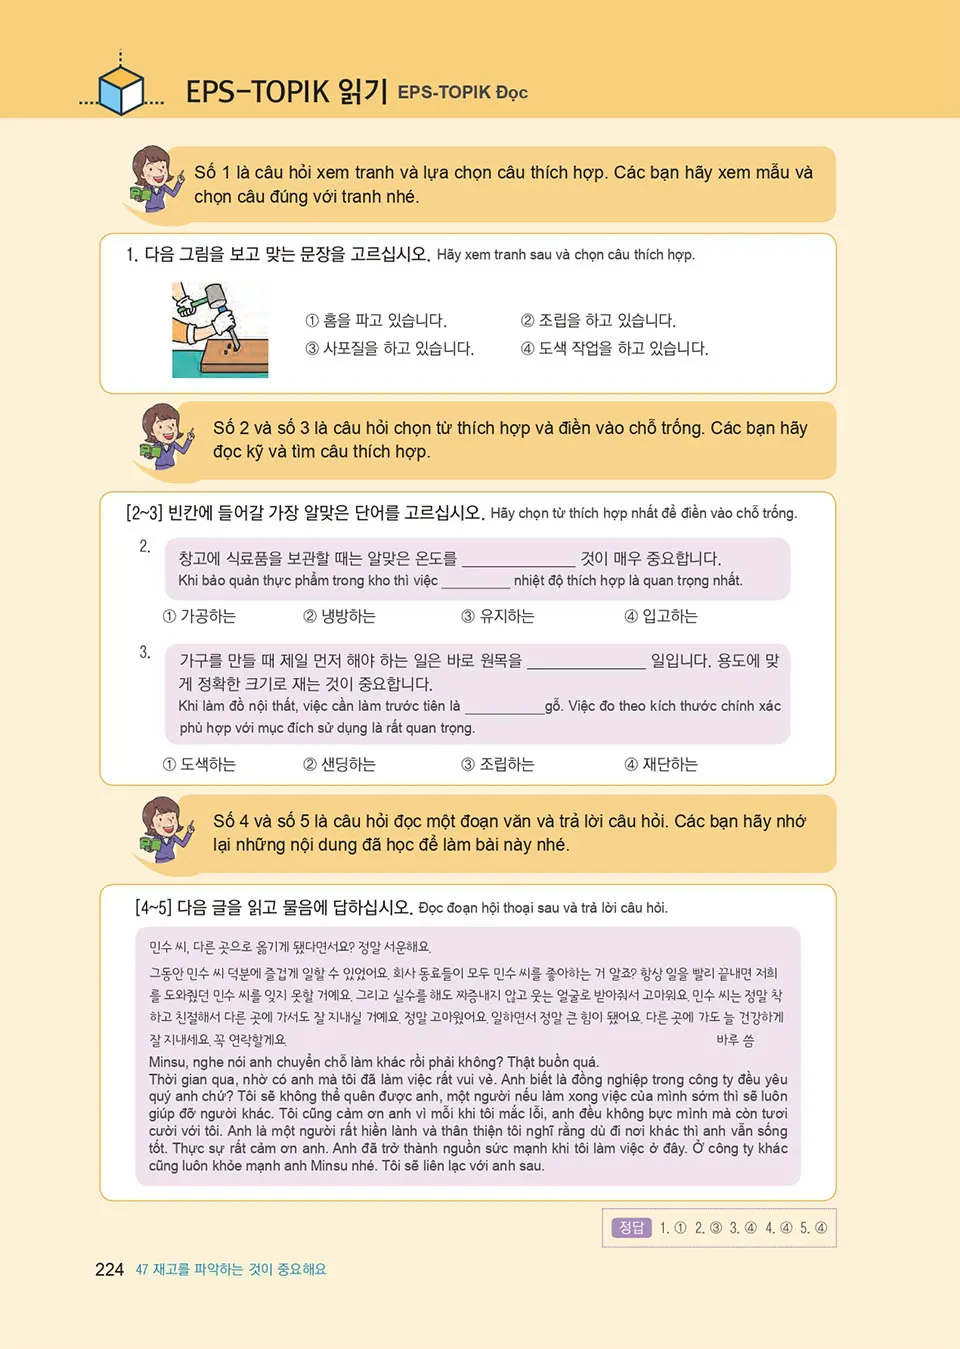 EPS-TOPIK 읽기 EPS-TOPIK Đọc
Số 1 là câu hỏi xem tranh và lựa chọn câu thích hợp. Các bạn hãy xem mẫu và
chọn câu đúng với tranh nhé.
1. 다음 그림을 보고 맞는 문장을 고르십시오. Hãy xem tranh sau và chọn câu thích hợp.
① 홈을 파고 있습니다. ② 조립을 하고 있습니다.
③ 사포질을 하고 있습니다. ④ 도색 작업을 하고 있습니다.
Số 2 và số 3 là câu hỏi chọn từ thích hợp và điền vào chỗ trống. Các bạn hãy
đọc kỹ và tìm câu thích hợp.
[2~3] 빈칸에 들어갈 가장 알맞은 단어를 고르십시오. Hãy chọn từ thích hợp nhất để điền vào chỗ trống.
2. 창고에 식료품을 보관할 때는 알맞은 온도를 ______________ 것이 매우 중요합니다.
Khi bảo quản thực phẩm trong kho thì việc __________ nhiệt độ thích hợp là quan trọng nhất.
① 가공하는 ② 냉방하는 ③ 유지하는 ④ 입고하는
3. 가구를 만들 때 제일 먼저 해야 하는 일은 바로 원목을 ______________ 일입니다. 용도에 맞
게 정확한 크기로 재는 것이 중요합니다.
Khi làm đồ nội thất, việc cần làm trước tiên là ___________gỗ. Việc đo theo kích thước chính xác
phù hợp với mục đích sử dụng là rất quan trọng.
① 도색하는 ② 샌딩하는 ③ 조립하는 ④ 재단하는
Số 4 và số 5 là câu hỏi đọc một đoạn văn và trả lời câu hỏi. Các bạn hãy nhớ
lại những nội dung đã học để làm bài này nhé.
[4~5] 다음 글을 읽고 물음에 답하십시오. Đọc đoạn hội thoại sau và trả lời câu hỏi.
민수 씨, 다른 곳으로 옮기게 됐다면서요? 정말 서운해요.
그동안 민수 씨 덕분에 즐겁게 일할 수 있었어요. 회사 동료들이 모두 민수 씨를 좋아하는 거 알죠? 항상 일을 빨리 끝내면 저희
를 도와줬던 민수 씨를 잊지 못할 거예요. 그리고 실수를 해도 짜증내지 않고 웃는 얼굴로 받아줘서 고마워요. 민수 씨는 정말 착
하고 친절해서 다른 곳에 가서도 잘 지내실 거예요. 정말 고마웠어요. 일하면서 정말 큰 힘이 됐어요. 다른 곳에 가도 늘 건강하게
잘 지내세요. 꼭 연락할게요. 바루 씀
Minsu, nghe nói anh chuyển chỗ làm khác rồi phải không? Thật buồn quá.
Thời gian qua, nhờ có anh mà tôi đã làm việc rất vui vẻ. Anh biết là đồng nghiệp trong công ty đều yêu
quý anh chứ? Tôi sẽ không thể quên được anh, một người nếu làm xong việc của mình sớm thì sẽ luôn
giúp đỡ người khác. Tôi cũng cảm ơn anh vì mỗi khi tôi mắc lỗi, anh đều không bực mình mà còn tươi
cười với tôi. Anh là một người rất hiền lành và thân thiện tôi nghĩ rằng dù đi nơi khác thì anh vẫn sống
tốt. Thực sự rất cảm ơn anh. Anh đã trở thành nguồn sức mạnh khi tôi làm việc ở đây. Ở công ty khác
cũng luôn khỏe mạnh anh Minsu nhé. Tôi sẽ liên lạc với anh sau.
정답 1. ① 2. ③ 3. ④ 4. ④ 5. ④
224 47 재고를 파악하는 것이 중요해요